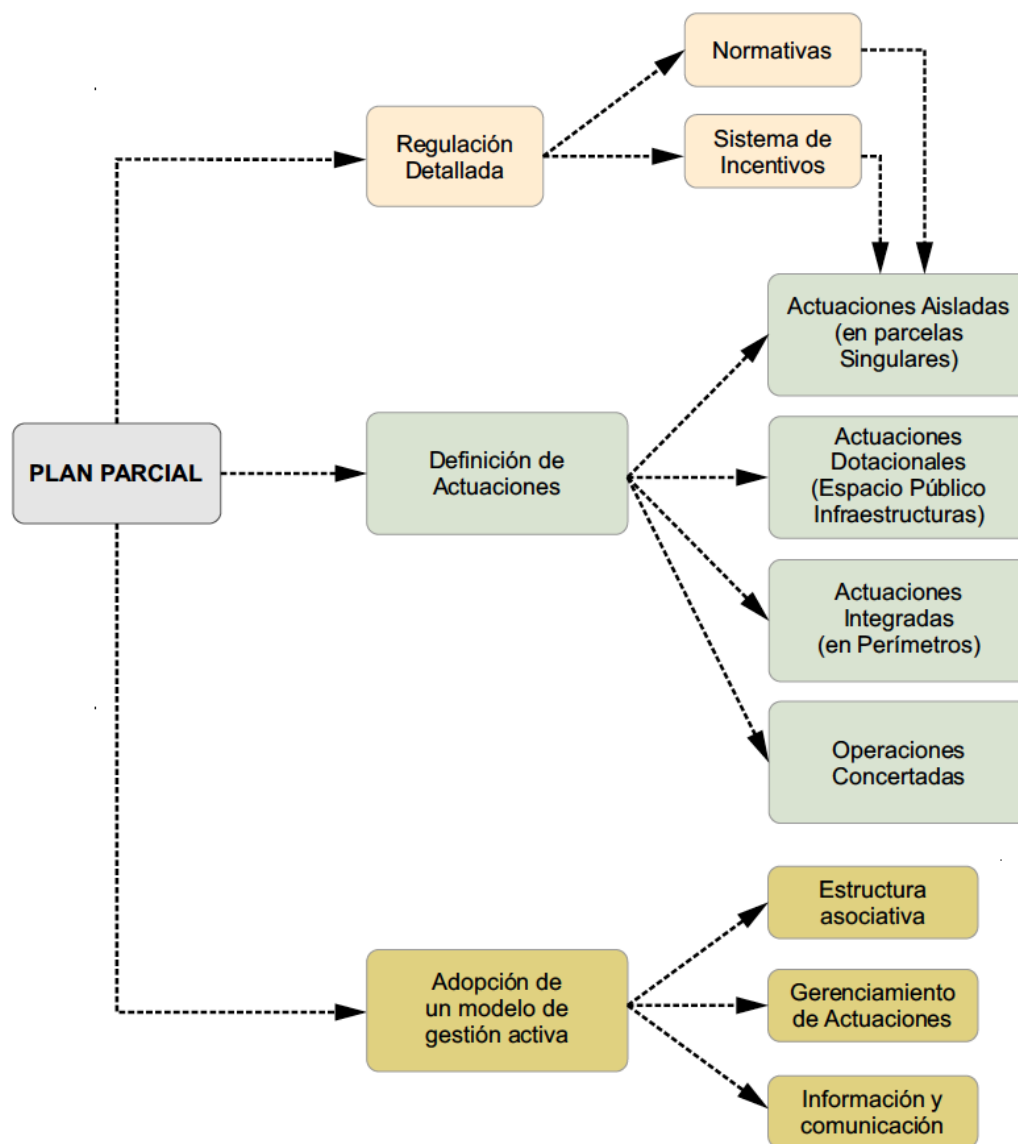 Normativas
Regulación
Detallada
Sistema de
Incentivos
Actuaciones Aisladas
(en parcelas
Singulares)
PLAN PARCIAL
Definición de
Actuaciones
Actuaciones
Dotacionales
(Espacio Público
Infraestructuras)
Actuaciones
Integradas
(en Perímetros)
Operaciones
Concertadas
Estructura
asociativa
Adopción de
un modelo de
gestión activa
Gerenciamiento
de Actuaciones
Información y
comunicación